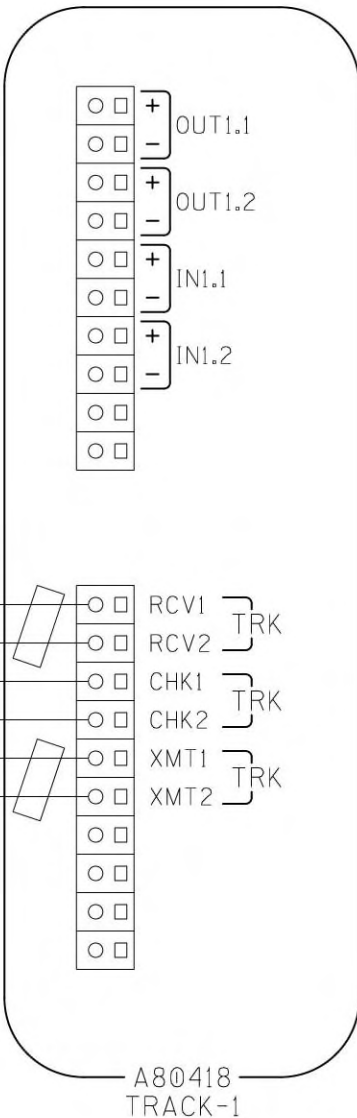 +
OUT1.1
−
+
OUT1.2
−
+
IN1.1
−
+
IN1.2
−
RCV1
TRK
RCV2
CHK1
TRK
CHK2
XMT1
TRK
XMT2
A80418
TRACK-1